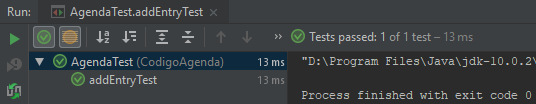 Run: AgendaTest.addEntryTest
Tests passed: 1 of 1 test – 13 ms
AgendaTest (CodigoAgenda) 13 ms
addEntryTest 13 ms
"D:\Program Files\Java\jdk-10.0.2\
Process finished with exit code 0